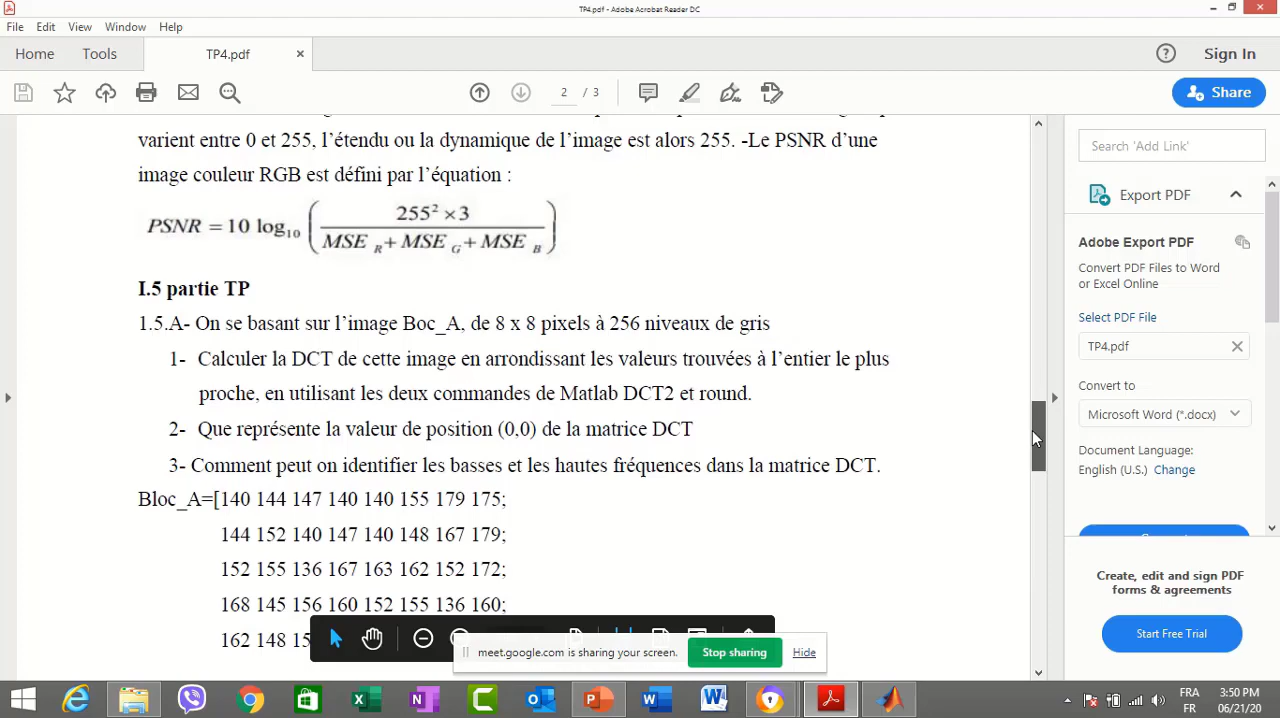 TP4.pdf - Adobe Acrobat Reader DC
File Edit View Window Help
Home Tools TP4.pdf × Sign In
2 / 3 Share
varient entre 0 et 255, l'étendu ou la dynamique de l'image est alors 255. -Le PSNR d'une
image couleur RGB est défini par l'équation :
PSNR = 10 log₁₀ ( 255² × 3 / MSE R + MSE G + MSE B )
I.5 partie TP
1.5.A- On se basant sur l'image Boc_A, de 8 x 8 pixels à 256 niveaux de gris
1- Calculer la DCT de cette image en arrondissant les valeurs trouvées à l'entier le plus
proche, en utilisant les deux commandes de Matlab DCT2 et round.
2- Que représente la valeur de position (0,0) de la matrice DCT
3- Comment peut on identifier les basses et les hautes fréquences dans la matrice DCT.
Bloc_A=[140 144 147 140 140 155 179 175;
144 152 140 147 140 148 167 179;
152 155 136 167 163 162 152 172;
168 145 156 160 152 155 136 160;
162 148
meet.google.com is sharing your screen. Stop sharing Hide
Search 'Add Link'
Export PDF
Adobe Export PDF
Convert PDF Files to Word
or Excel Online
Select PDF File
TP4.pdf
Convert to
Microsoft Word (*.docx)
Document Language:
English (U.S.) Change
Create, edit and sign PDF
forms & agreements
Start Free Trial
FRA 3:50 PM
FR 06/21/20